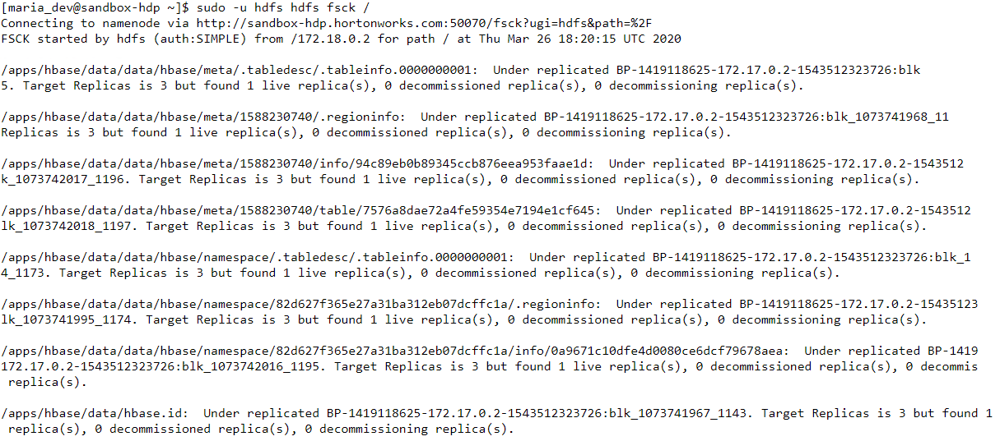 [maria_dev@sandbox-hdp ~]$ sudo -u hdfs hdfs fsck /
Connecting to namenode via http://sandbox-hdp.hortonworks.com:50070/fsck?ugi=hdfs&path=%2F
FSCK started by hdfs (auth:SIMPLE) from /172.18.0.2 for path / at Thu Mar 26 18:20:15 UTC 2020
/apps/hbase/data/data/hbase/meta/.tabledesc/.tableinfo.0000000001:  Under replicated BP-1419118625-172.17.0.2-1543512323726:blk
5. Target Replicas is 3 but found 1 live replica(s), 0 decommissioned replica(s), 0 decommissioning replica(s).
/apps/hbase/data/data/hbase/meta/1588230740/.regioninfo:  Under replicated BP-1419118625-172.17.0.2-1543512323726:blk_1073741968_11
Replicas is 3 but found 1 live replica(s), 0 decommissioned replica(s), 0 decommissioning replica(s).
/apps/hbase/data/data/hbase/meta/1588230740/info/94c89eb0b89345ccb876eea953faae1d:  Under replicated BP-1419118625-172.17.0.2-1543512
k_1073742017_1196. Target Replicas is 3 but found 1 live replica(s), 0 decommissioned replica(s), 0 decommissioning replica(s).
/apps/hbase/data/data/hbase/meta/1588230740/table/7576a8dae72a4fe59354e7194e1cf645:  Under replicated BP-1419118625-172.17.0.2-1543512
lk_1073742018_1197. Target Replicas is 3 but found 1 live replica(s), 0 decommissioned replica(s), 0 decommissioning replica(s).
/apps/hbase/data/data/hbase/namespace/.tabledesc/.tableinfo.0000000001:  Under replicated BP-1419118625-172.17.0.2-1543512323726:blk_1
4_1173. Target Replicas is 3 but found 1 live replica(s), 0 decommissioned replica(s), 0 decommissioning replica(s).
/apps/hbase/data/data/hbase/namespace/82d627f365e27a31ba312eb07dcffc1a/.regioninfo:  Under replicated BP-1419118625-172.17.0.2-15435123
lk_1073741995_1174. Target Replicas is 3 but found 1 live replica(s), 0 decommissioned replica(s), 0 decommissioning replica(s).
/apps/hbase/data/data/hbase/namespace/82d627f365e27a31ba312eb07dcffc1a/info/0a9671c10dfe4d0080ce6dcf79678aea:  Under replicated BP-1419
172.17.0.2-1543512323726:blk_1073742016_1195. Target Replicas is 3 but found 1 live replica(s), 0 decommissioned replica(s), 0 decommis
replica(s).
/apps/hbase/data/hbase.id:  Under replicated BP-1419118625-172.17.0.2-1543512323726:blk_1073741967_1143. Target Replicas is 3 but found 1
replica(s), 0 decommissioned replica(s), 0 decommissioning replica(s).